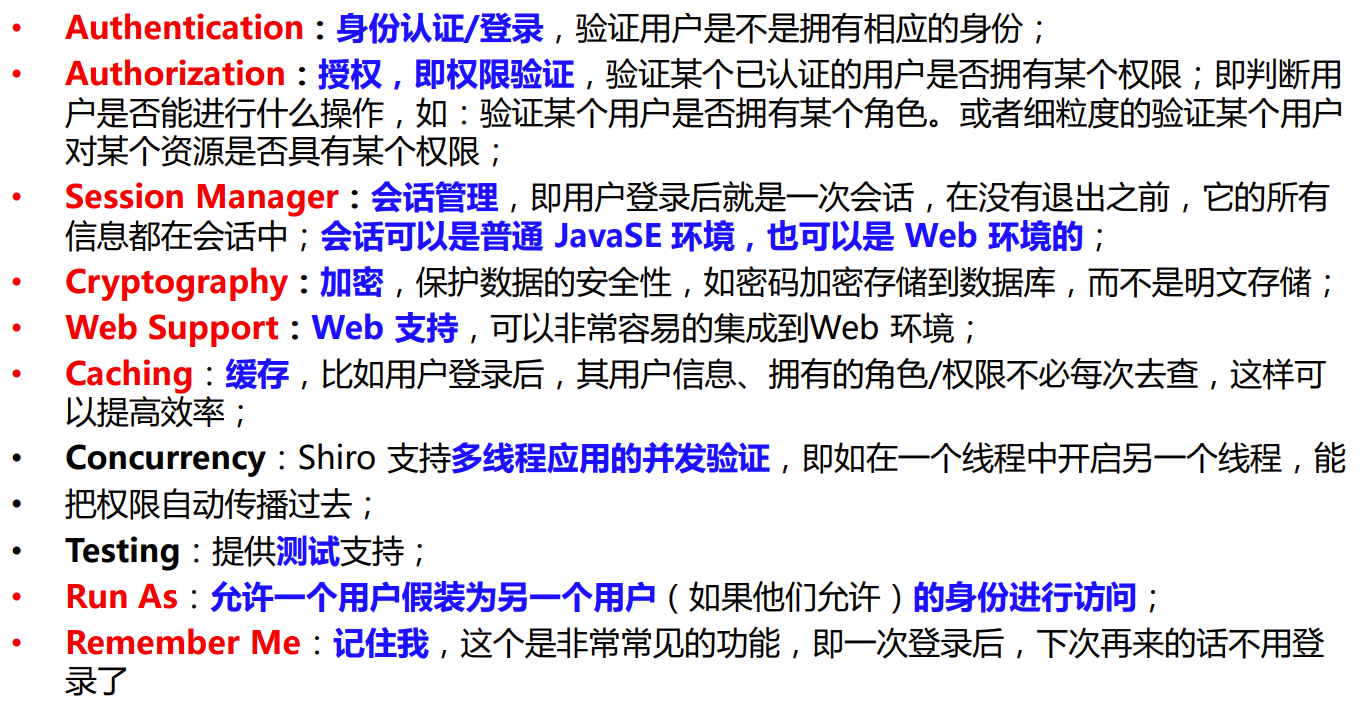 • Authentication：身份认证/登录，验证用户是不是拥有相应的身份；
• Authorization：授权，即权限验证，验证某个已认证的用户是否拥有某个权限；即判断用
户是否能进行什么操作，如：验证某个用户是否拥有某个角色。或者细粒度的验证某个用户
对某个资源是否具有某个权限；
• Session Manager：会话管理，即用户登录后就是一次会话，在没有退出之前，它的所有
信息都在会话中；会话可以是普通 JavaSE 环境，也可以是 Web 环境的；
• Cryptography：加密，保护数据的安全性，如密码加密存储到数据库，而不是明文存储；
• Web Support：Web 支持，可以非常容易的集成到Web 环境；
• Caching：缓存，比如用户登录后，其用户信息、拥有的角色/权限不必每次去查，这样可
以提高效率；
• Concurrency：Shiro 支持多线程应用的并发验证，即如在一个线程中开启另一个线程，能
• 把权限自动传播过去；
• Testing：提供测试支持；
• Run As：允许一个用户假装为另一个用户（如果他们允许）的身份进行访问；
• Remember Me：记住我，这个是非常常见的功能，即一次登录后，下次再来的话不用登
录了